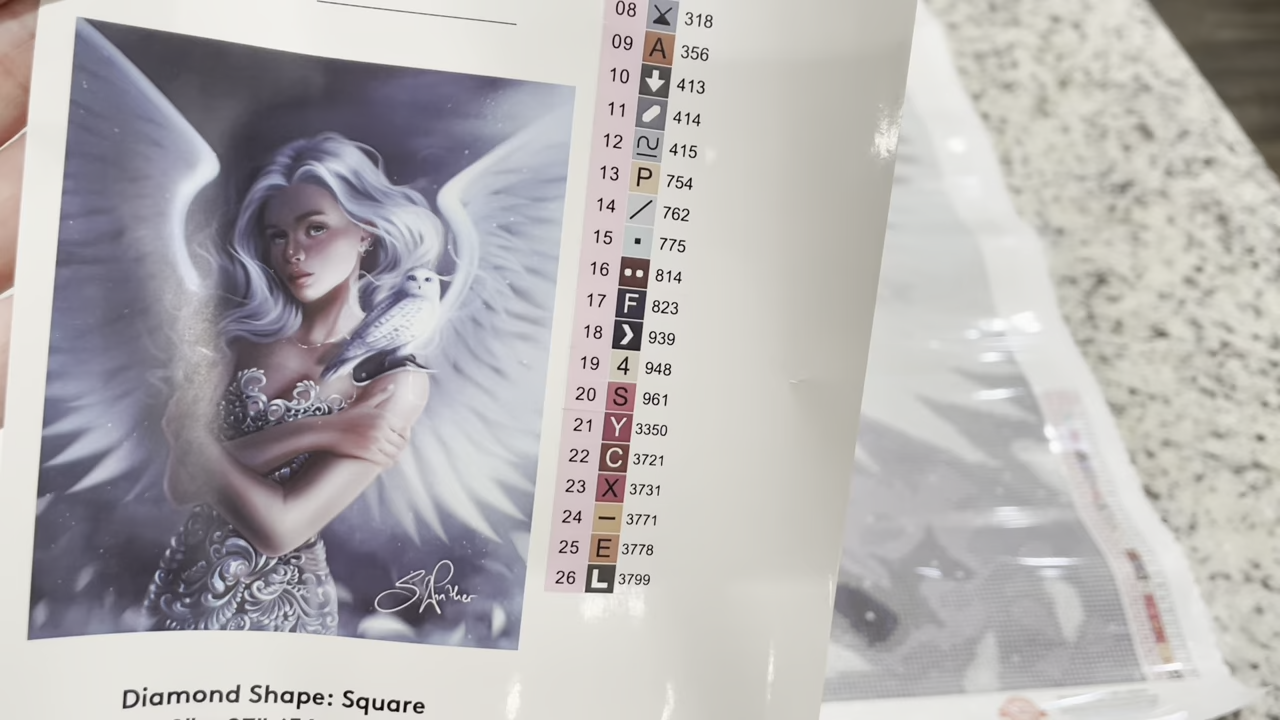 08 318
09 A 356
10 413
11 414
12 415
13 P 754
14 762
15 775
16 814
17 F 823
18 939
19 4 948
20 S 961
21 Y 3350
22 C 3721
23 X 3731
24 3771
25 E 3778
26 L 3799
Diamond Shape: Square